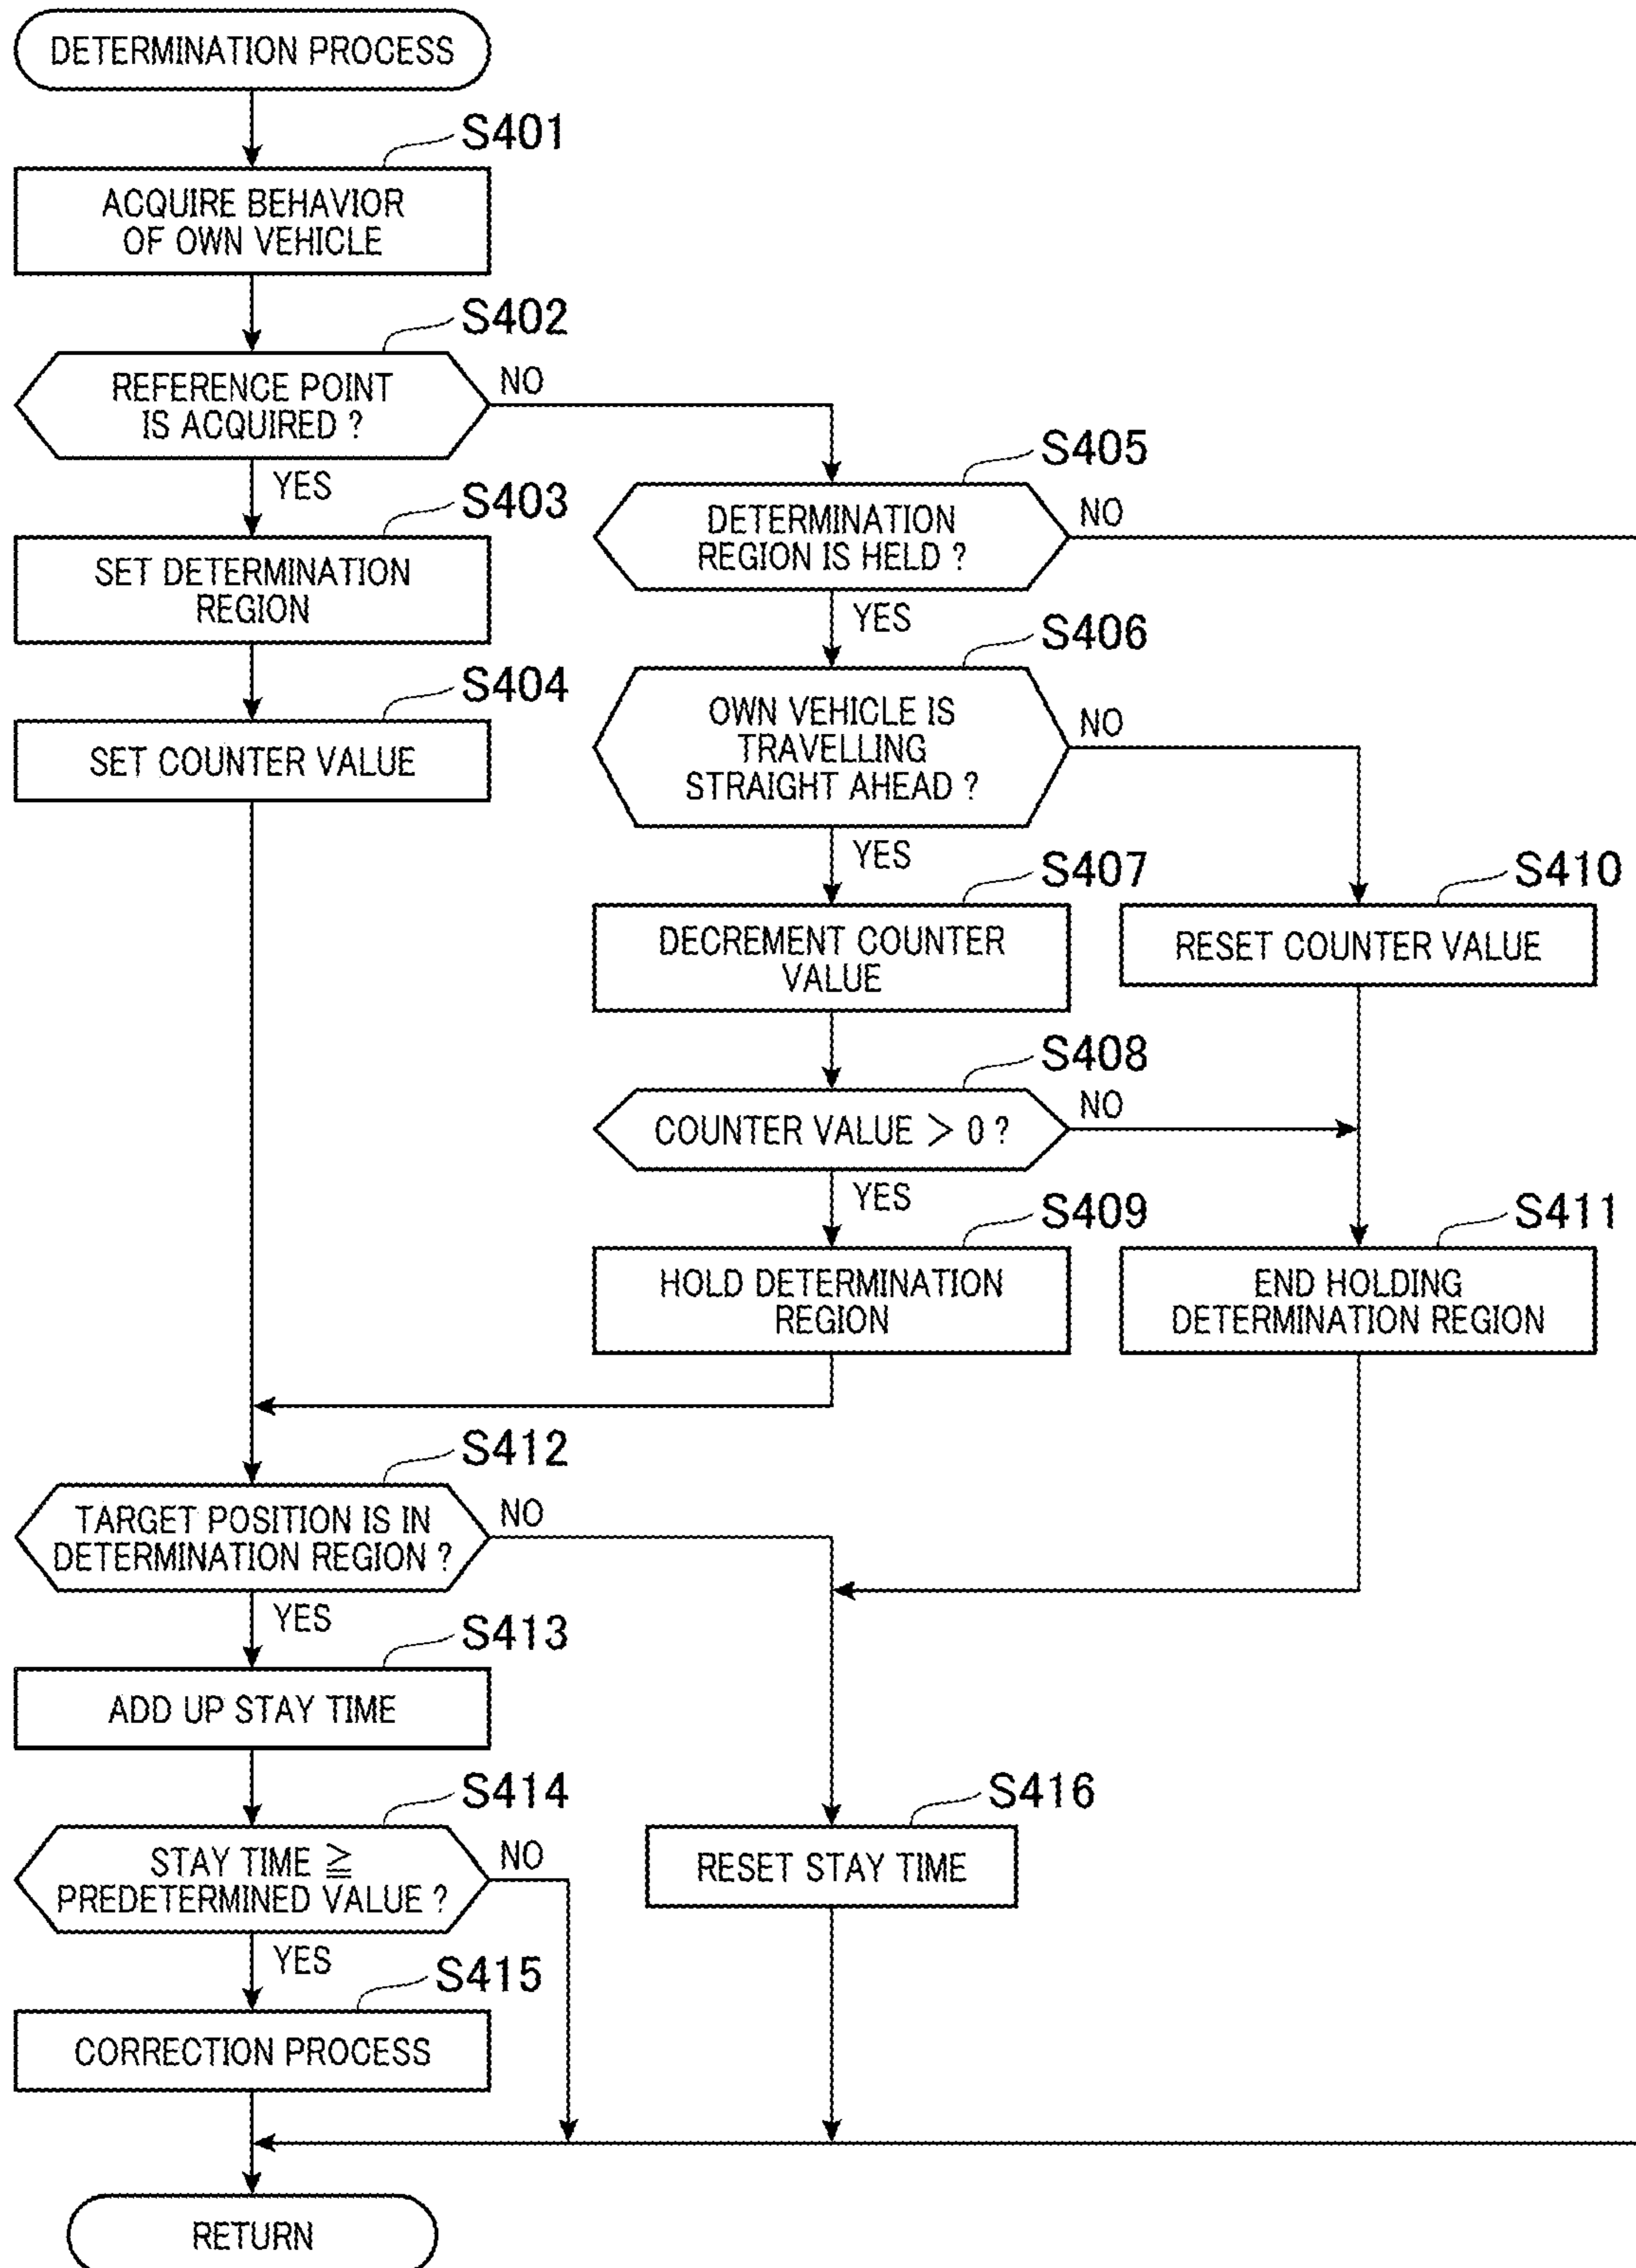 DETERMINATION PROCESS
S401
ACQUIRE BEHAVIOR
OF OWN VEHICLE
S402
REFERENCE POINT
IS ACQUIRED ?
NO
YES
S403
SET DETERMINATION
REGION
S404
SET COUNTER VALUE
S405
DETERMINATION
REGION IS HELD ?
NO
YES
S406
OWN VEHICLE IS
TRAVELLING
STRAIGHT AHEAD ?
NO
YES
S407
DECREMENT COUNTER
VALUE
S410
RESET COUNTER VALUE
S408
COUNTER VALUE > 0 ?
NO
YES
S409
HOLD DETERMINATION
REGION
S411
END HOLDING
DETERMINATION REGION
S412
TARGET POSITION IS IN
DETERMINATION REGION ?
NO
YES
S413
ADD UP STAY TIME
S414
STAY TIME ≧
PREDETERMINED VALUE ?
NO
YES
S416
RESET STAY TIME
S415
CORRECTION PROCESS
RETURN